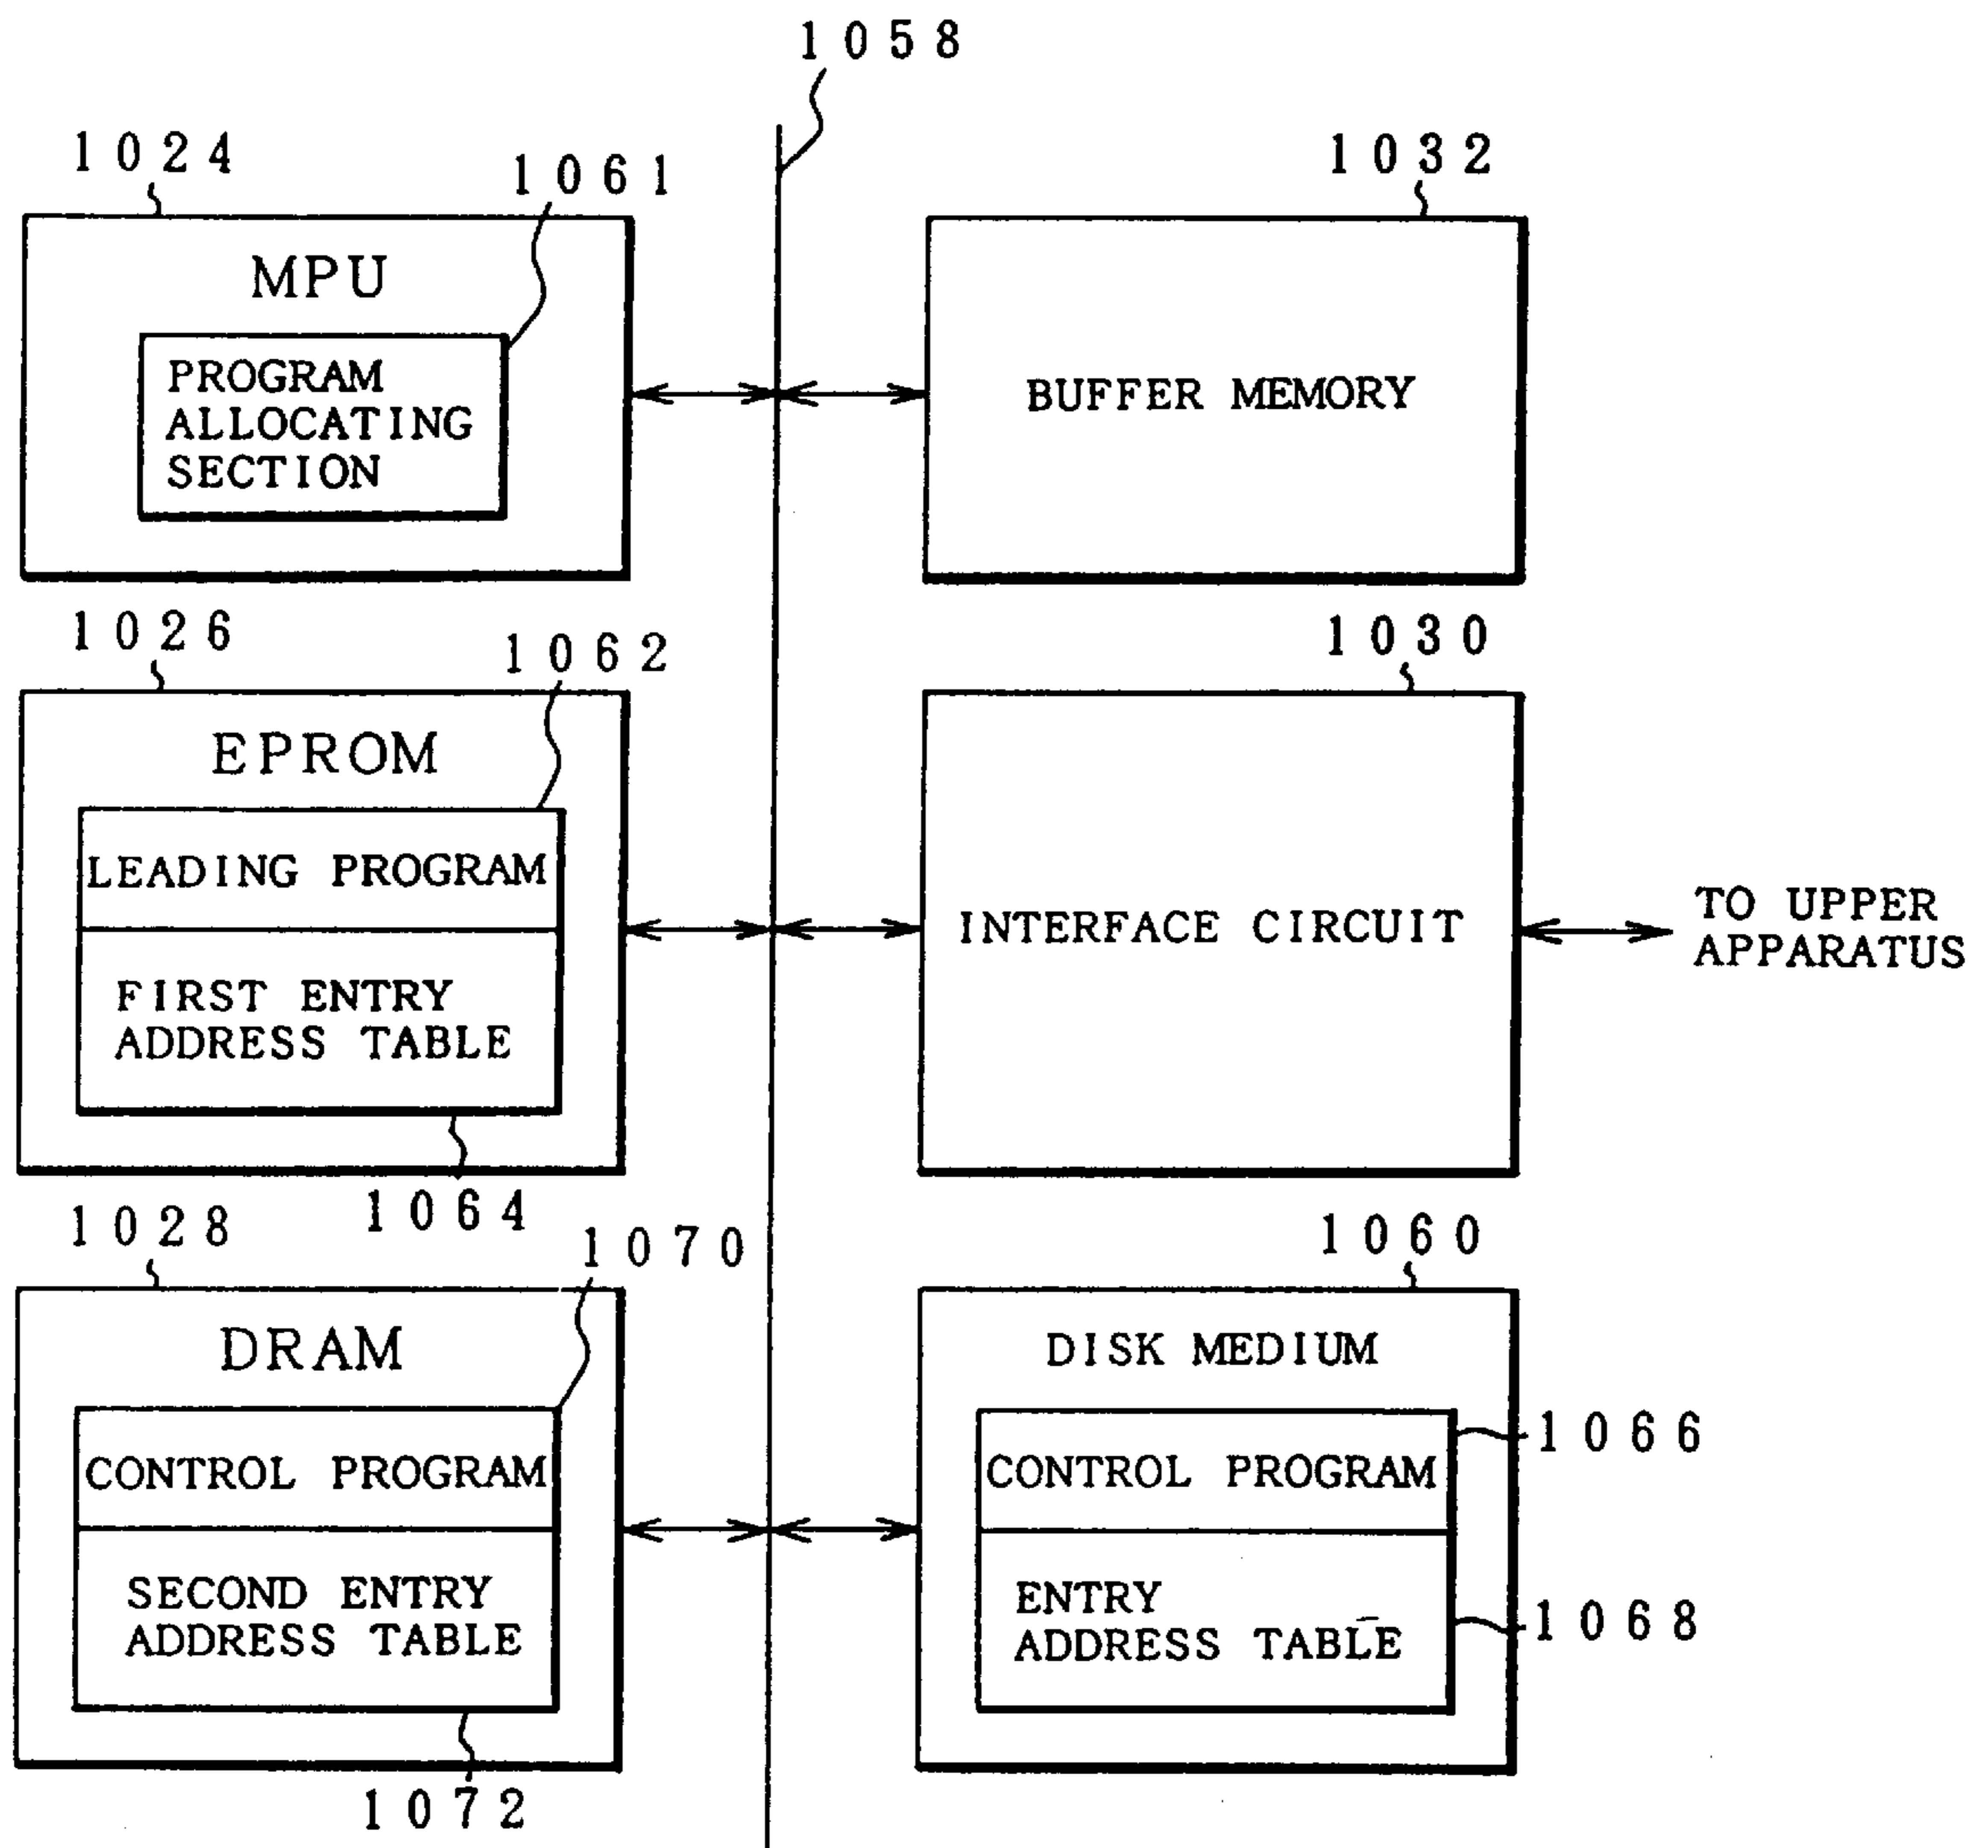 1058
1024
1061
1032
MPU
PROGRAM
ALLOCATING
SECTION
BUFFER MEMORY
1026
1062
1030
EPROM
LEADING PROGRAM
FIRST ENTRY
ADDRESS TABLE
INTERFACE CIRCUIT
TO UPPER
APPARATUS
1064
1028
1070
1060
DRAM
CONTROL PROGRAM
SECOND ENTRY
ADDRESS TABLE
DISK MEDIUM
CONTROL PROGRAM
1066
ENTRY
ADDRESS TABLE
1068
1072